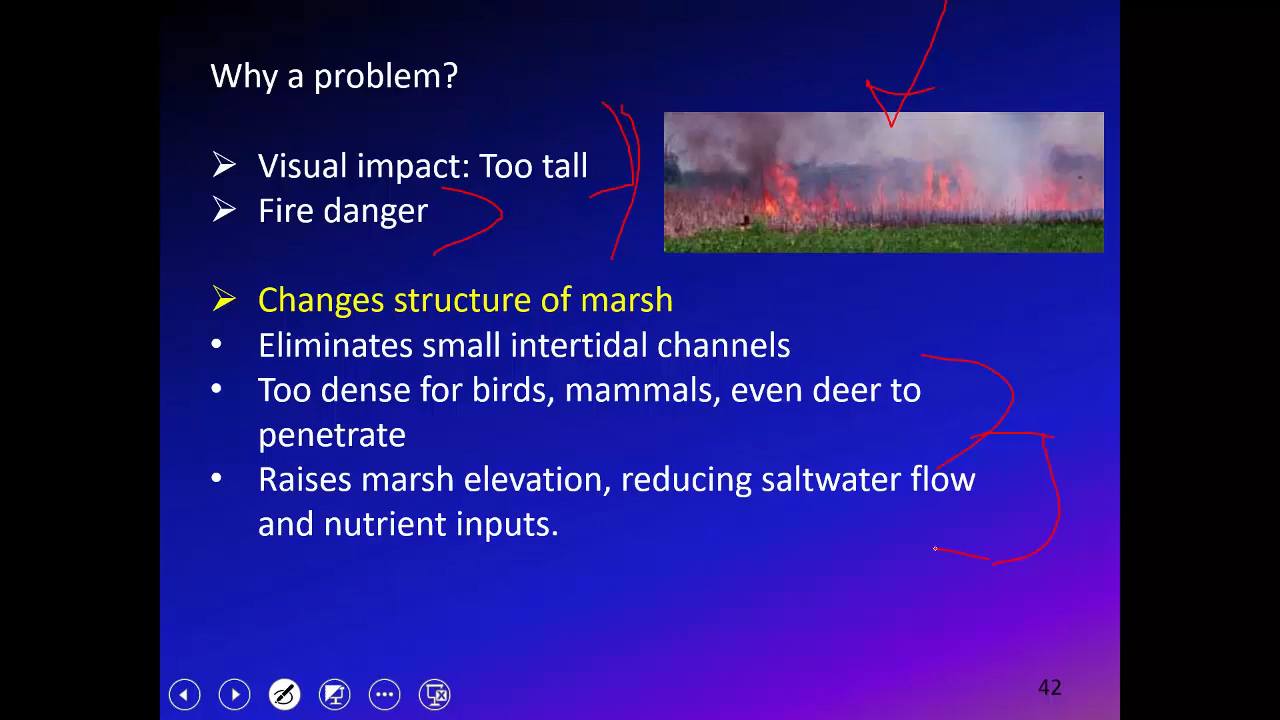 Why a problem?
➢ Visual impact: Too tall
➢ Fire danger
➢ Changes structure of marsh
• Eliminates small intertidal channels
• Too dense for birds, mammals, even deer to
penetrate
• Raises marsh elevation, reducing saltwater flow
and nutrient inputs.
42